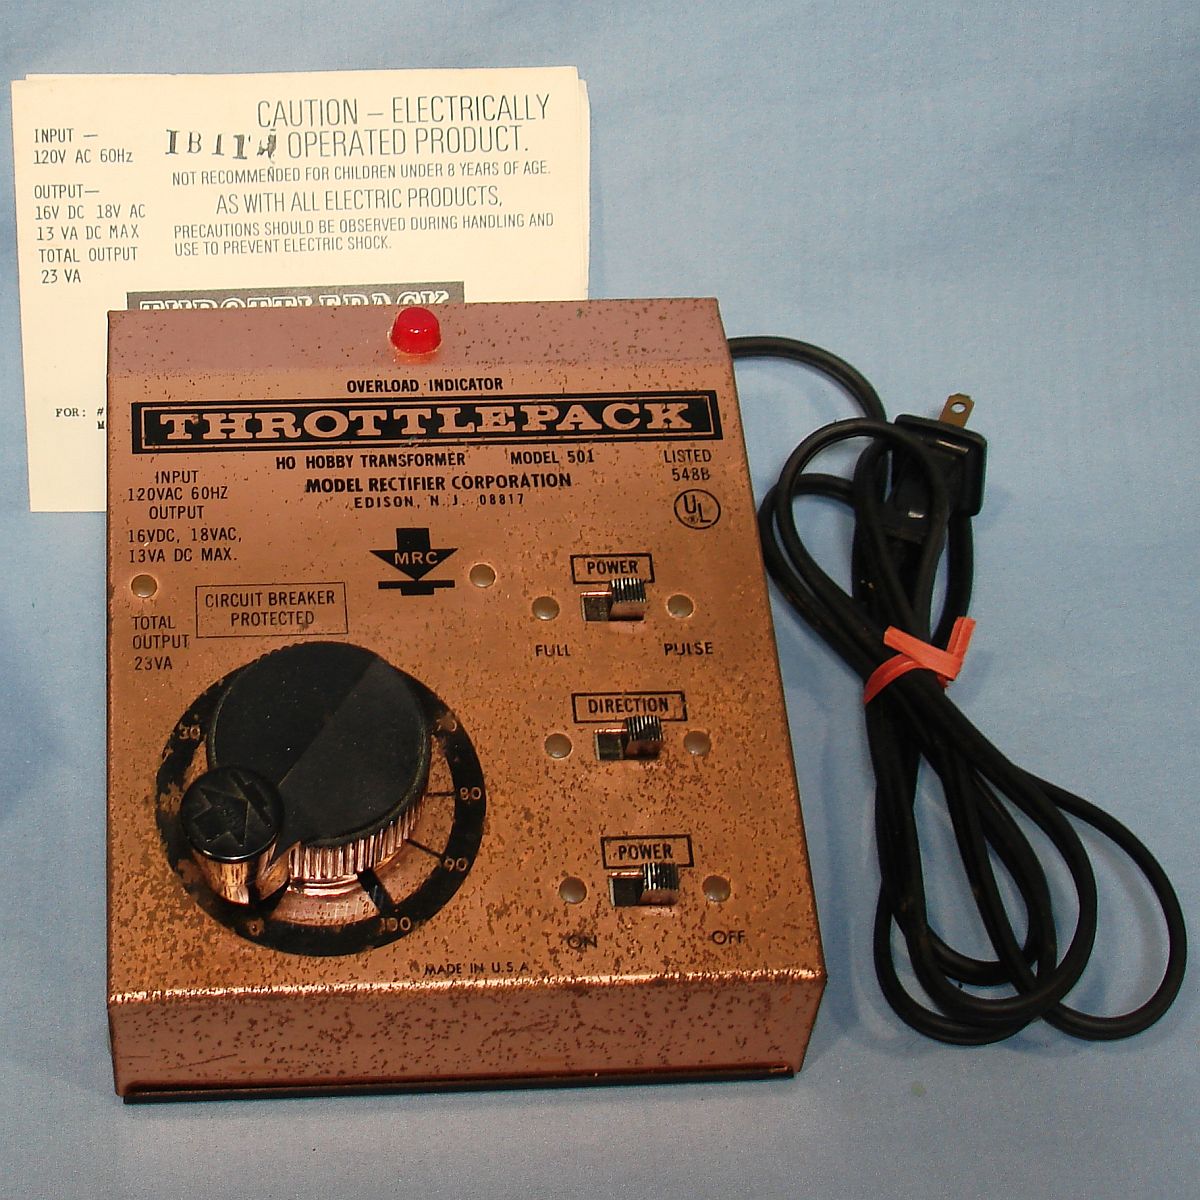 CAUTION – ELECTRICALLY
OPERATED PRODUCT.
NOT RECOMMENDED FOR CHILDREN UNDER 8 YEARS OF AGE.
AS WITH ALL ELECTRIC PRODUCTS,
PRECAUTIONS SHOULD BE OBSERVED DURING HANDLING AND
USE TO PREVENT ELECTRIC SHOCK.
INPUT —
120V AC 60Hz
OUTPUT—
16V DC 18V AC
13 VA DC MAX
TOTAL OUTPUT
23 VA
THROTTLEPACK
FOR: #
OVERLOAD INDICATOR
THROTTLEPACK
HO HOBBY TRANSFORMER MODEL 501
MODEL RECTIFIER CORPORATION
EDISON, N. J. 08817
LISTED
548B
UL
INPUT
120VAC 60HZ
OUTPUT
16VDC, 18VAC,
13VA DC MAX.
MRC
CIRCUIT BREAKER
PROTECTED
TOTAL
OUTPUT
23VA
POWER
FULL PULSE
DIRECTION
POWER
ON OFF
30
80
90
100
MADE IN U.S.A.